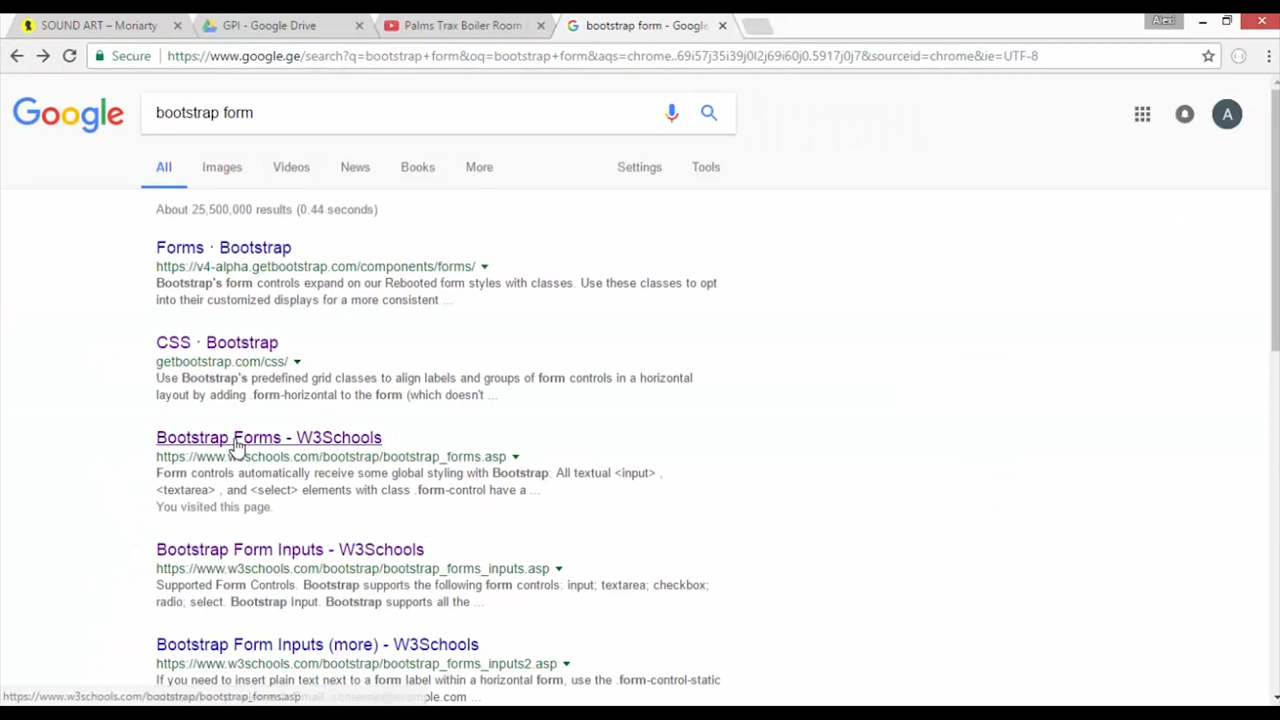 SOUND ART – Moriarty
GPI - Google Drive
Palms Trax Boiler Room
bootstrap form - Google
Alexi
Secure
https://www.google.ge/search?q=bootstrap+form&oq=bootstrap+form&aqs=chrome..69i57j35i39j0l2j69i60j0.5917j0j7&sourceid=chrome&ie=UTF-8
Google
bootstrap form
A
All
Images
Videos
News
Books
More
Settings
Tools
About 25,500,000 results (0.44 seconds)
Forms · Bootstrap
https://v4-alpha.getbootstrap.com/components/forms/
Bootstrap's form controls expand on our Rebooted form styles with classes. Use these classes to opt
into their customized displays for a more consistent ...
CSS · Bootstrap
getbootstrap.com/css/
Use Bootstrap's predefined grid classes to align labels and groups of form controls in a horizontal
layout by adding .form-horizontal to the form (which doesn't ...
Bootstrap Forms - W3Schools
https://www.w3schools.com/bootstrap/bootstrap_forms.asp
Form controls automatically receive some global styling with Bootstrap. All textual <input> ,
<textarea> , and <select> elements with class .form-control have a ...
You visited this page.
Bootstrap Form Inputs - W3Schools
https://www.w3schools.com/bootstrap/bootstrap_forms_inputs.asp
Supported Form Controls. Bootstrap supports the following form controls: input; textarea; checkbox;
radio; select. Bootstrap Input. Bootstrap supports all the ...
Bootstrap Form Inputs (more) - W3Schools
https://www.w3schools.com/bootstrap/bootstrap_forms_inputs2.asp
If you need to insert plain text next to a form label within a horizontal form, use the .form-control-static
https://www.w3schools.com/bootstrap/bootstrap_forms.asp